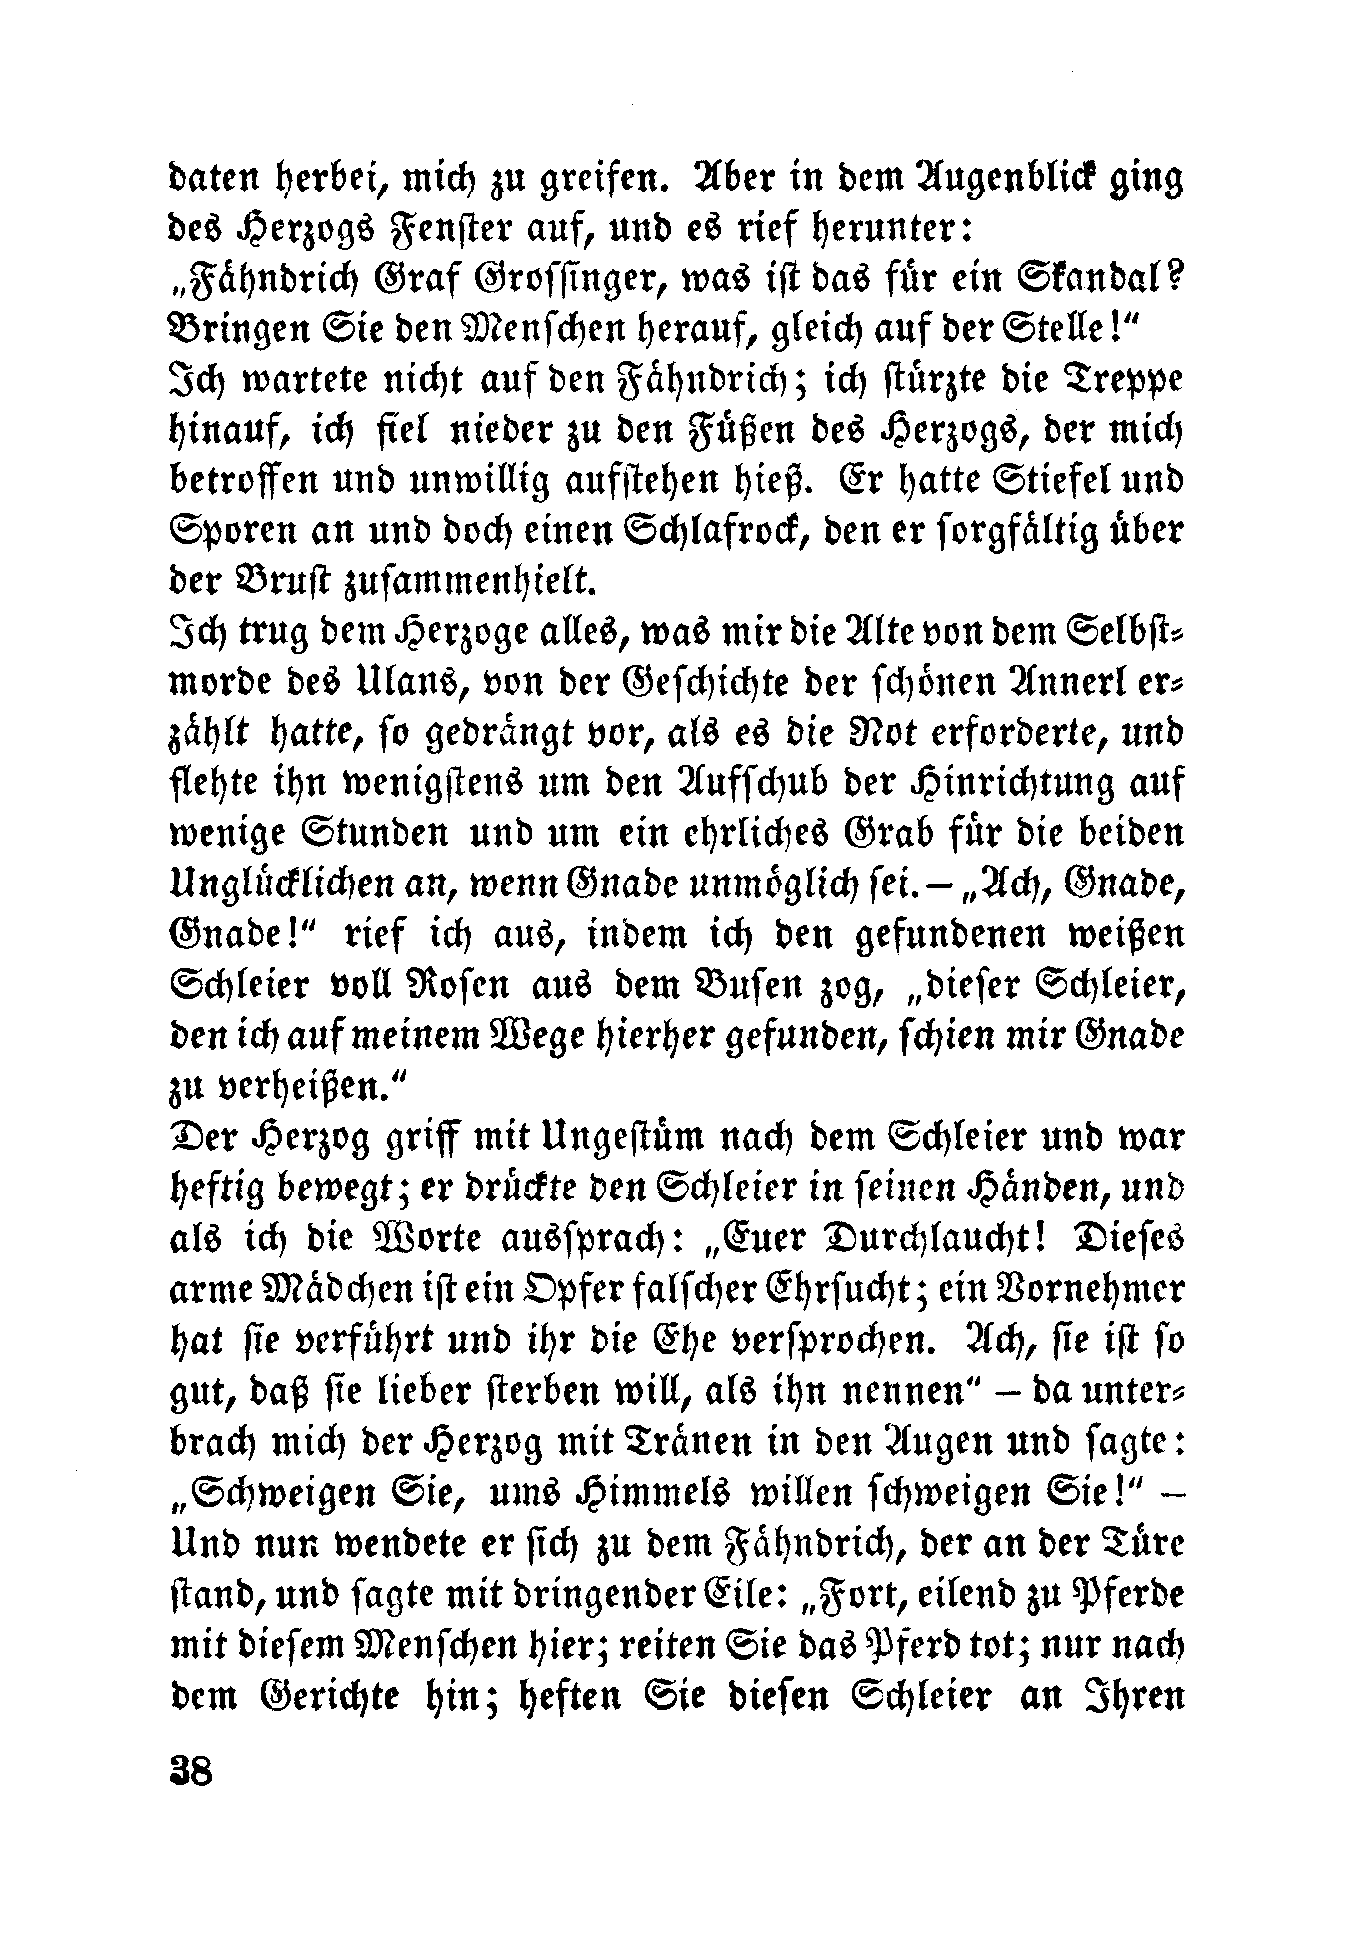 daten herbei, mich zu greifen. Aber in dem Augenblick ging
des Herzogs Fenster auf, und es rief herunter:
„Fähndrich Graf Grossinger, was ist das für ein Skandal?
Bringen Sie den Menschen herauf, gleich auf der Stelle!“
Ich wartete nicht auf den Fähndrich; ich stürzte die Treppe
hinauf, ich fiel nieder zu den Füßen des Herzogs, der mich
betroffen und unwillig aufstehen hieß. Er hatte Stiefel und
Sporen an und doch einen Schlafrock, den er sorgfältig über
der Brust zusammenhielt.
Ich trug dem Herzoge alles, was mir die Alte von dem Selbst-
morde des Ulans, von der Geschichte der schönen Annerl er-
zählt hatte, so gedrängt vor, als es die Not erforderte, und
flehte ihn wenigstens um den Aufschub der Hinrichtung auf
wenige Stunden und um ein ehrliches Grab für die beiden
Unglücklichen an, wenn Gnade unmöglich sei. – „Ach, Gnade,
Gnade!“ rief ich aus, indem ich den gefundenen weißen
Schleier voll Rosen aus dem Busen zog, „dieser Schleier,
den ich auf meinem Wege hierher gefunden, schien mir Gnade
zu verheißen.“
Der Herzog griff mit Ungestüm nach dem Schleier und war
heftig bewegt; er drückte den Schleier in seinen Händen, und
als ich die Worte aussprach: „Euer Durchlaucht! Dieses
arme Mädchen ist ein Opfer falscher Ehrsucht; ein Vornehmer
hat sie verführt und ihr die Ehe versprochen. Ach, sie ist so
gut, daß sie lieber sterben will, als ihn nennen“ – da unter-
brach mich der Herzog mit Tränen in den Augen und sagte:
„Schweigen Sie, ums Himmels willen schweigen Sie!“ –
Und nun wendete er sich zu dem Fähndrich, der an der Türe
stand, und sagte mit dringender Eile: „Fort, eilend zu Pferde
mit diesem Menschen hier; reiten Sie das Pferd tot; nur nach
dem Gerichte hin; heften Sie diesen Schleier an Ihren
38